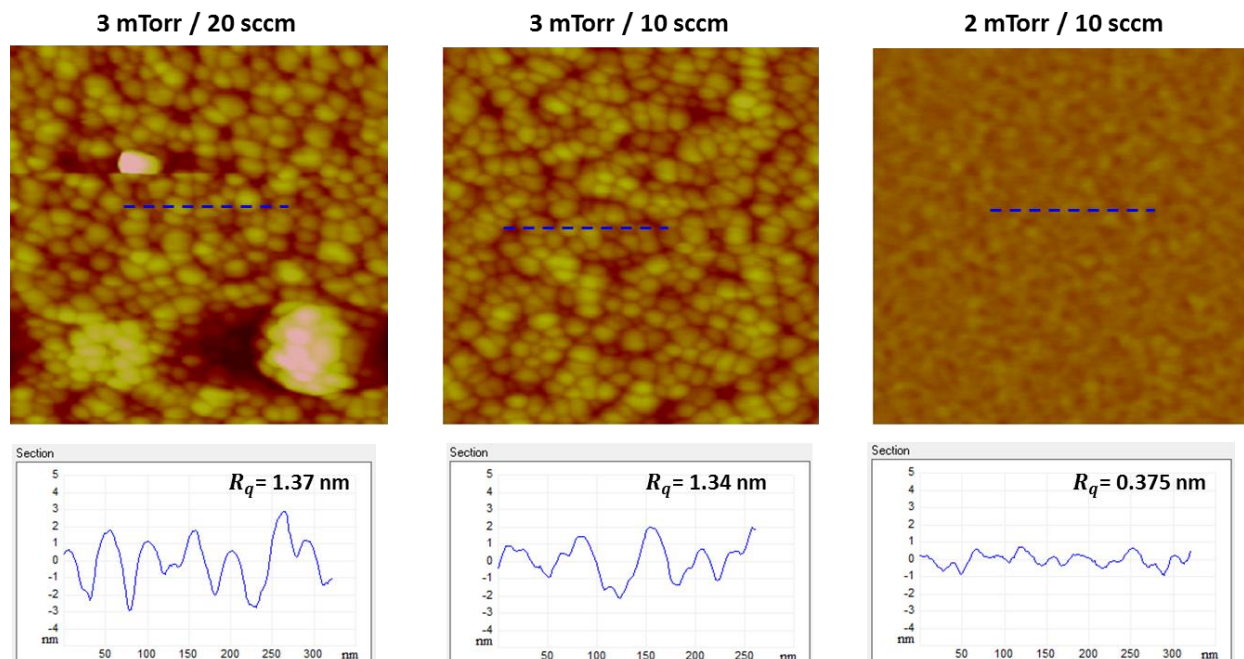 3 mTorr / 20 sccm
3 mTorr / 10 sccm
2 mTorr / 10 sccm
Section
R_q= 1.37 nm
5
4
3
2
1
0
-1
-2
-3
-4
nm
50 100 150 200 250 300 nm
Section
R_q= 1.34 nm
5
4
3
2
1
0
-1
-2
-3
-4
nm
50 100 150 200 250 nm
Section
R_q= 0.375 nm
5
4
3
2
1
0
-1
-2
-3
-4
nm
50 100 150 200 250 300 nm